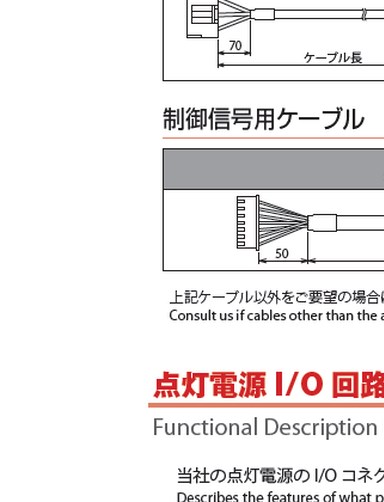 70
ケーブル長
制御信号用ケーブル
50
上記ケーブル以外をご要望の場合は
Consult us if cables other than the a
点灯電源 I/O 回路
Functional Description
当社の点灯電源の I/O コネク
Describes the features of what p